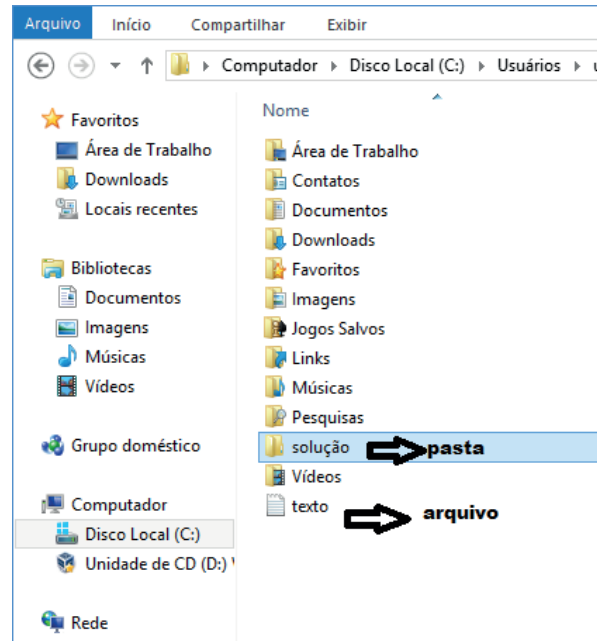 Arquivo Início Compartilhar Exibir
Computador Disco Local (C:) Usuários u
Favoritos
Área de Trabalho
Downloads
Locais recentes
Bibliotecas
Documentos
Imagens
Músicas
Vídeos
Grupo doméstico
Computador
Disco Local (C:)
Unidade de CD (D:) V
Rede
Nome
Área de Trabalho
Contatos
Documentos
Downloads
Favoritos
Imagens
Jogos Salvos
Links
Músicas
Pesquisas
solução pasta
Vídeos
texto arquivo